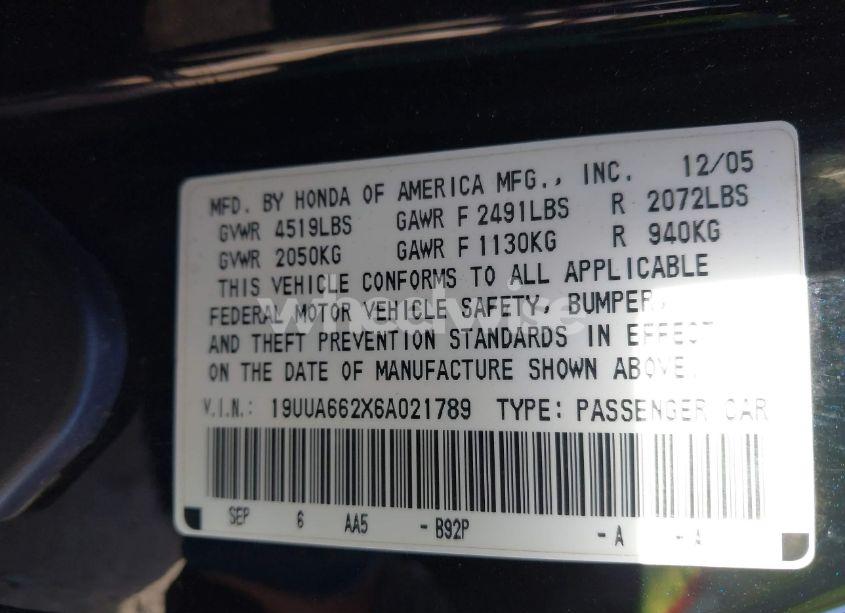 MFD. BY HONDA OF AMERICA MFG., INC. 12/05
GVWR 4519LBS GAWR F 2491LBS R 2072LBS
GVWR 2050KG GAWR F 1130KG R 940KG
THIS VEHICLE CONFORMS TO ALL APPLICABLE
FEDERAL MOTOR VEHICLE SAFETY, BUMPER,
AND THEFT PREVENTION STANDARDS IN EFFECT
ON THE DATE OF MANUFACTURE SHOWN ABOVE.
V.I.N.: 19UUA662X6A021789 TYPE: PASSENGER CAR
SEP 6 AA5 - B92P - A - A
wheelwise